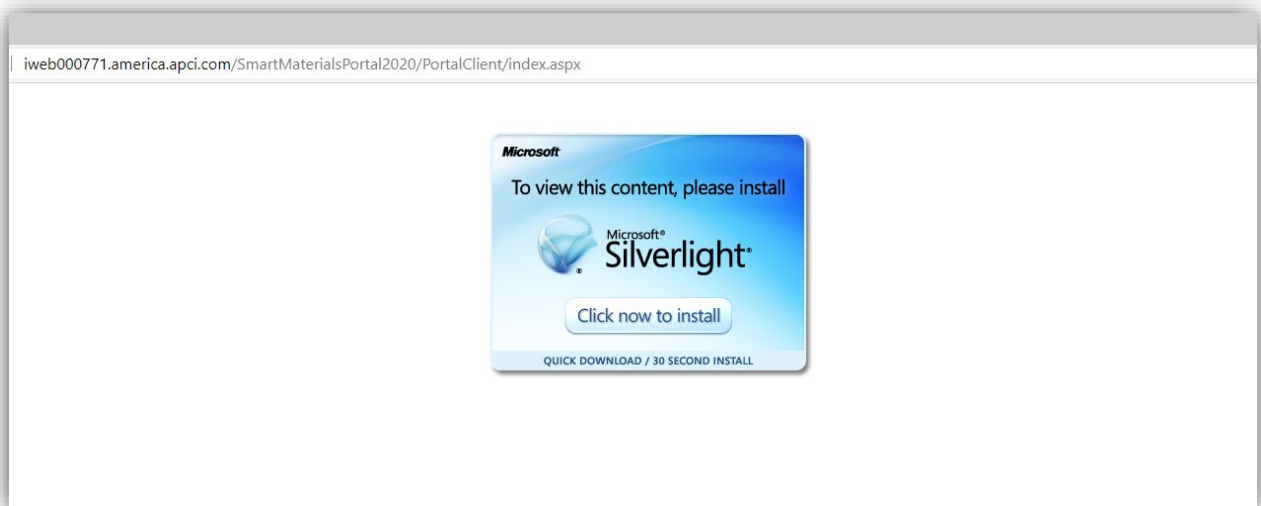 iweb000771.america.apci.com/SmartMaterialsPortal2020/PortalClient/index.aspx
Microsoft
To view this content, please install
Microsoft®
Silverlight®
Click now to install
QUICK DOWNLOAD / 30 SECOND INSTALL